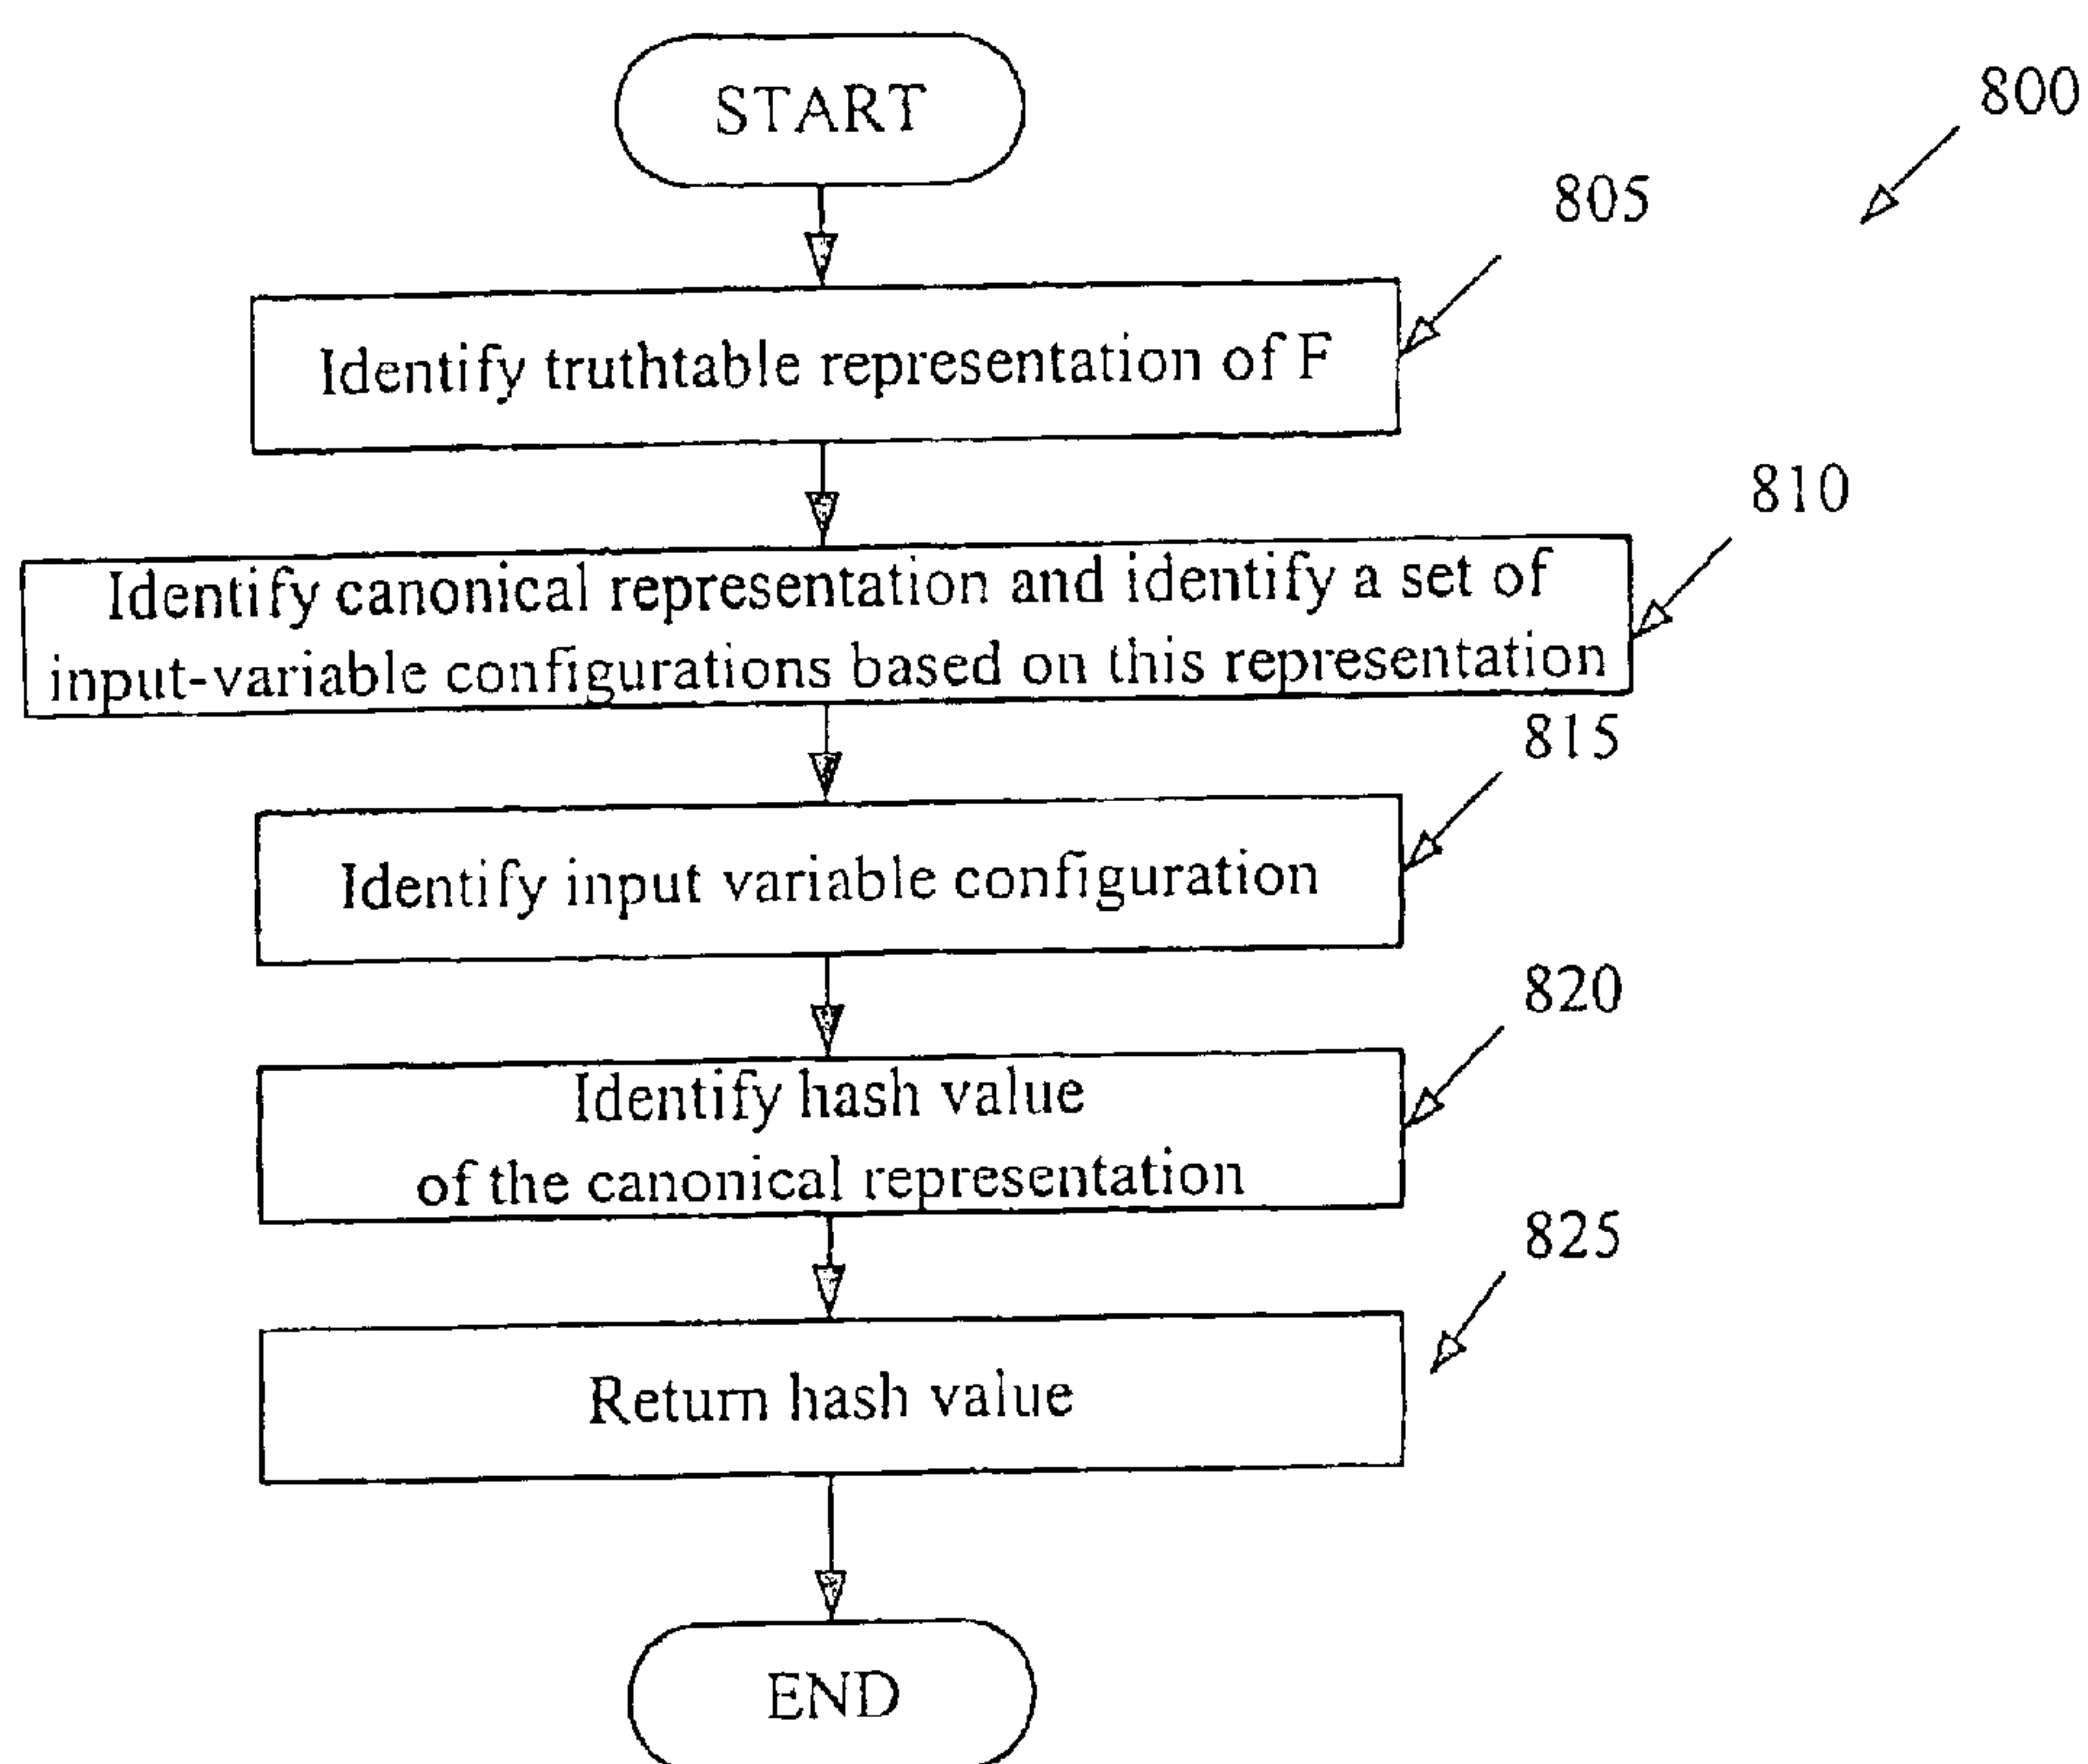 START
800
805
Identify truthtable representation of F
810
Identify canonical representation and identify a set of
input-variable configurations based on this representation
815
Identify input variable configuration
820
Identify hash value
of the canonical representation
825
Return hash value
END